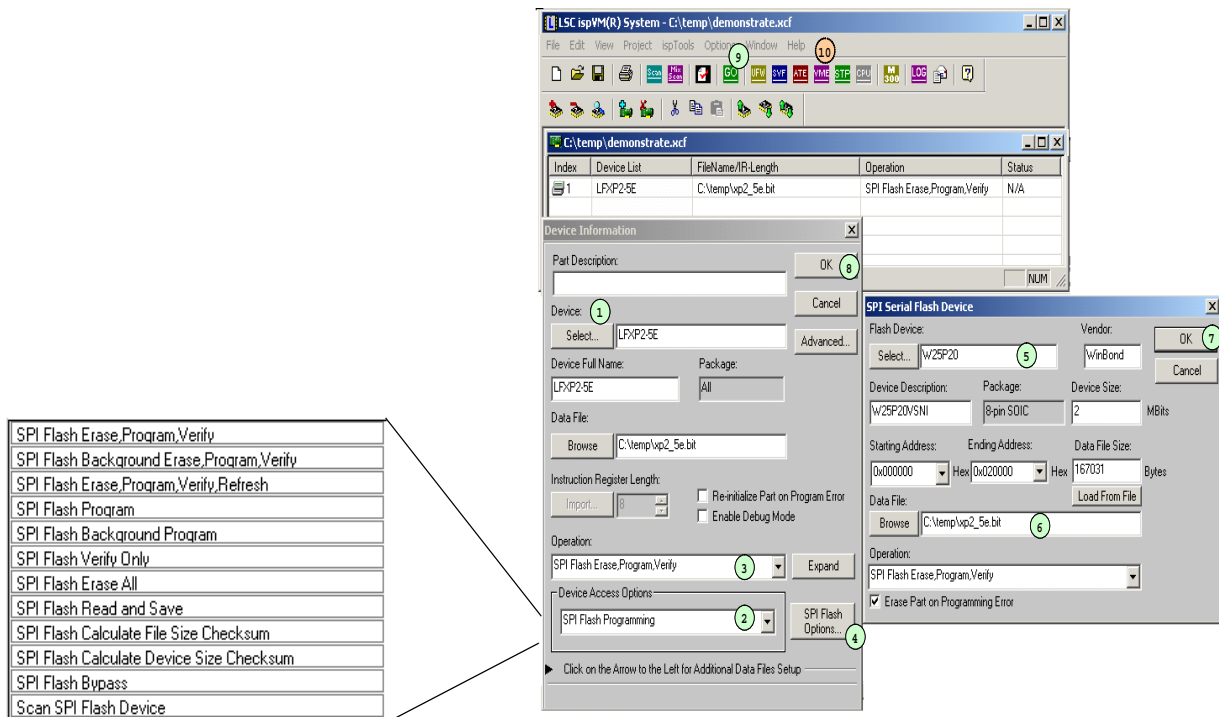 LSC ispVM(R) System - C:\temp\demonstrate.xcf
File Edit View Project ispTools Options Window Help
9
10
Scan Mix Scan GO UFW SVF ATE VME STP CPU M 300 LOG
C:\temp\demonstrate.xcf
Index Device List FileName/IR-Length Operation Status
1 LFXP2-5E C:\temp\xp2_5e.bit SPI Flash Erase,Program,Verify N/A
NUM
Device Information
Part Description:
OK 8
Cancel
Device: 1
Select... LFXP2-5E Advanced...
Device Full Name: Package:
LFXP2-5E All
Data File:
Browse C:\temp\xp2_5e.bit
Instruction Register Length:
Import... 8
Re-initialize Part on Program Error
Enable Debug Mode
Operation:
SPI Flash Erase,Program,Verify 3 Expand
Device Access Options
SPI Flash Programming 2
SPI Flash Options... 4
Click on the Arrow to the Left for Additional Data Files Setup
SPI Serial Flash Device
Flash Device: Vendor:
Select... W25P20 5 WinBond
OK 7
Cancel
Device Description: Package: Device Size:
W25P20VSNI 8-pin SOIC 2 MBits
Starting Address: Ending Address: Data File Size:
0x000000 Hex 0x020000 Hex 167031 Bytes
Data File: Load From File
Browse C:\temp\xp2_5e.bit 6
Operation:
SPI Flash Erase,Program,Verify
Erase Part on Programming Error
SPI Flash Erase,Program,Verify
SPI Flash Background Erase,Program,Verify
SPI Flash Erase,Program,Verify,Refresh
SPI Flash Program
SPI Flash Background Program
SPI Flash Verify Only
SPI Flash Erase All
SPI Flash Read and Save
SPI Flash Calculate File Size Checksum
SPI Flash Calculate Device Size Checksum
SPI Flash Bypass
Scan SPI Flash Device